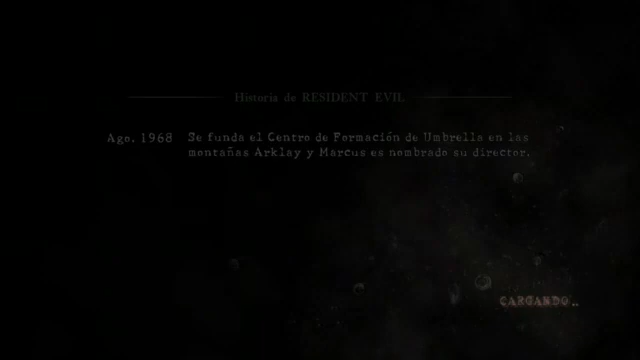 Historia de RESIDENT EVIL
Ago. 1968 Se funda el Centro de Formación de Umbrella en las
montañas Arklay y Marcus es nombrado su director.
CARGANDO..